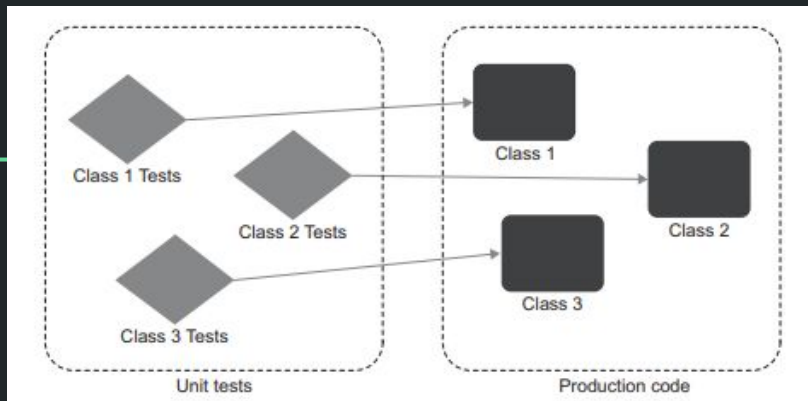 Class 1 Tests
Class 2 Tests
Class 3 Tests
Unit tests
Class 1
Class 2
Class 3
Production code